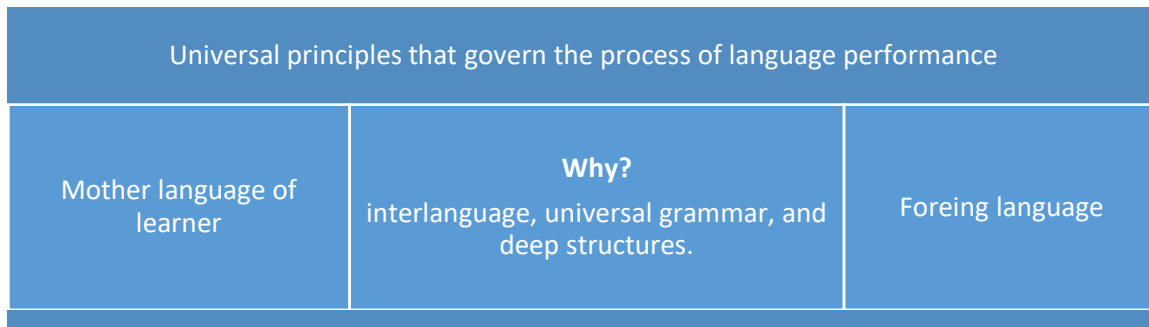 Universal principles that govern the process of language performance
Mother language of
learner
Why?
interlanguage, universal grammar, and
deep structures.
Foreing language